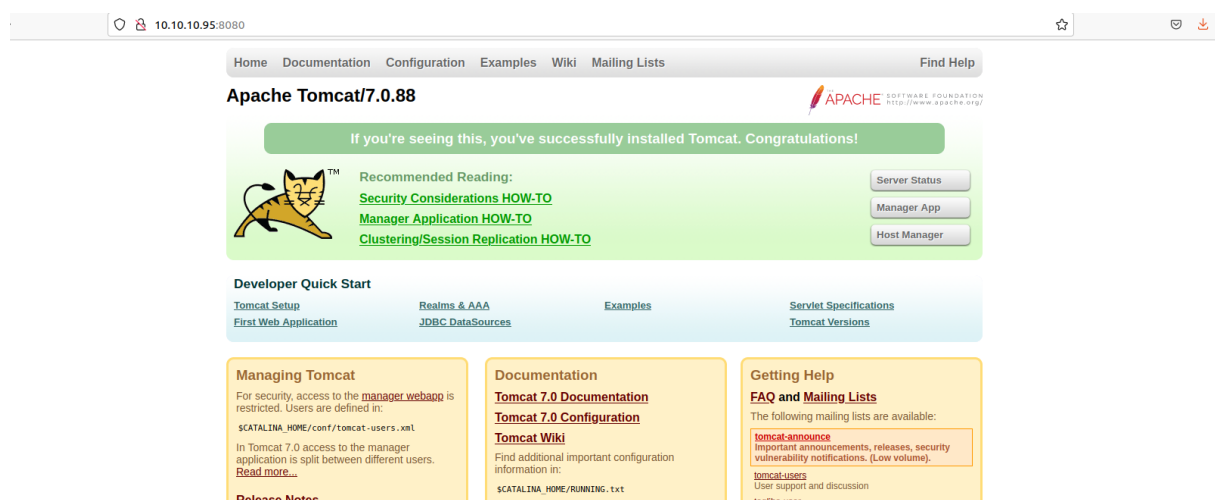 10.10.10.95:8080
Home Documentation Configuration Examples Wiki Mailing Lists Find Help
Apache Tomcat/7.0.88
THE
APACHE SOFTWARE FOUNDATION
http://www.apache.org/
If you're seeing this, you've successfully installed Tomcat. Congratulations!
TM
Recommended Reading:
Security Considerations HOW-TO
Manager Application HOW-TO
Clustering/Session Replication HOW-TO
Server Status
Manager App
Host Manager
Developer Quick Start
Tomcat Setup
First Web Application
Realms & AAA
JDBC DataSources
Examples
Servlet Specifications
Tomcat Versions
Managing Tomcat
For security, access to the manager webapp is
restricted. Users are defined in:
$CATALINA_HOME/conf/tomcat-users.xml
In Tomcat 7.0 access to the manager
application is split between different users.
Read more...
Release Notes
Documentation
Tomcat 7.0 Documentation
Tomcat 7.0 Configuration
Tomcat Wiki
Find additional important configuration
information in:
$CATALINA_HOME/RUNNING.txt
Getting Help
FAQ and Mailing Lists
The following mailing lists are available:
tomcat-announce
Important announcements, releases, security
vulnerability notifications. (Low volume).
tomcat-users
User support and discussion